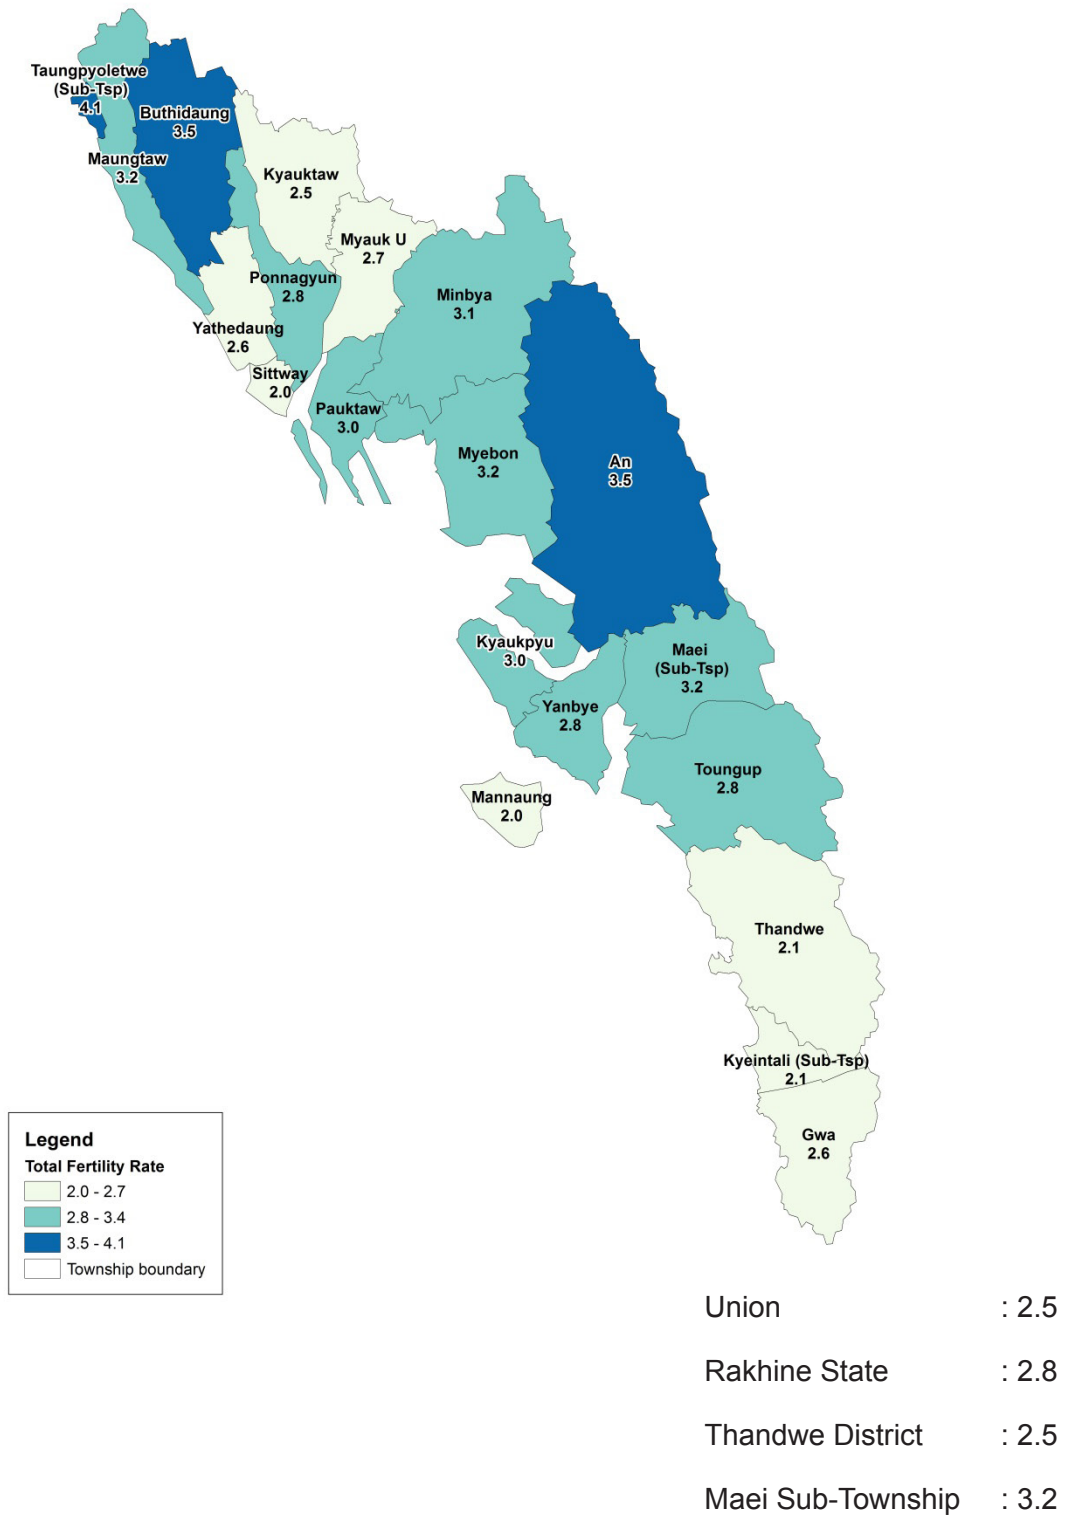 Taungpyoletwe
(Sub-Tsp)
4.1
Buthidaung
3.5
Maungtaw
3.2
Kyauktaw
2.5
Myauk U
2.7
Ponnagyun
2.8
Minbya
3.1
Yathedaung
2.6
Sittway
2.0
Pauktaw
3.0
Myebon
3.2
An
3.5
Kyaukpyu
3.0
Maei
(Sub-Tsp)
3.2
Yanbye
2.8
Toungup
2.8
Mannaung
2.0
Thandwe
2.1
Kyeintali (Sub-Tsp)
2.1
Gwa
2.6
Legend
Total Fertility Rate
2.0 - 2.7
2.8 - 3.4
3.5 - 4.1
Township boundary
Union : 2.5
Rakhine State : 2.8
Thandwe District : 2.5
Maei Sub-Township : 3.2